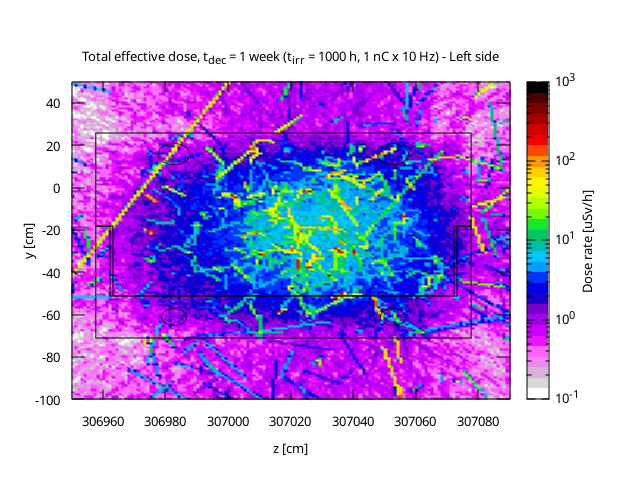 Total effective dose, tdec = 1 week (tirr = 1000 h, 1 nC x 10 Hz) - Left side
40
20
0
-20
-40
-60
-80
-100
y [cm]
306960 306980 307000 307020 307040 307060 307080
z [cm]
10^3
10^2
10^1
10^0
10^-1
Dose rate [uSv/h]